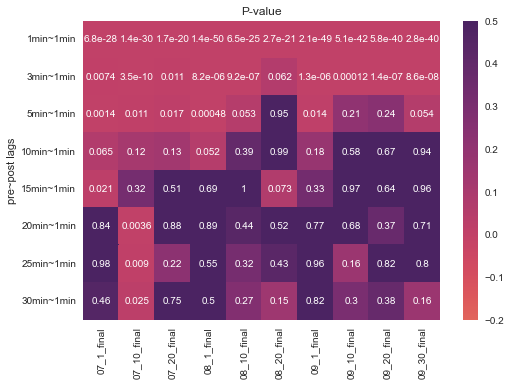 P-value
1min~1min 6.8e-28 1.4e-30 1.7e-20 1.4e-50 6.5e-25 2.7e-21 2.1e-49 5.1e-42 5.8e-40 2.8e-40
3min~1min 0.0074 3.5e-10 0.011 8.2e-06 9.2e-07 0.062 1.3e-06 0.00012 1.4e-07 8.6e-08
5min~1min 0.0014 0.011 0.017 0.00048 0.053 0.95 0.014 0.21 0.24 0.054
10min~1min 0.065 0.12 0.13 0.052 0.39 0.99 0.18 0.58 0.67 0.94
15min~1min 0.021 0.32 0.51 0.69 1 0.073 0.33 0.97 0.64 0.96
20min~1min 0.84 0.0036 0.88 0.89 0.44 0.52 0.77 0.68 0.37 0.71
25min~1min 0.98 0.009 0.22 0.55 0.32 0.43 0.96 0.16 0.82 0.8
30min~1min 0.46 0.025 0.75 0.5 0.27 0.15 0.82 0.3 0.38 0.16
pre~post lags
07_1_final 07_10_final 07_20_final 08_1_final 08_10_final 08_20_final 09_1_final 09_10_final 09_20_final 09_30_final
0.5
0.4
0.3
0.2
0.1
0.0
−0.1
−0.2